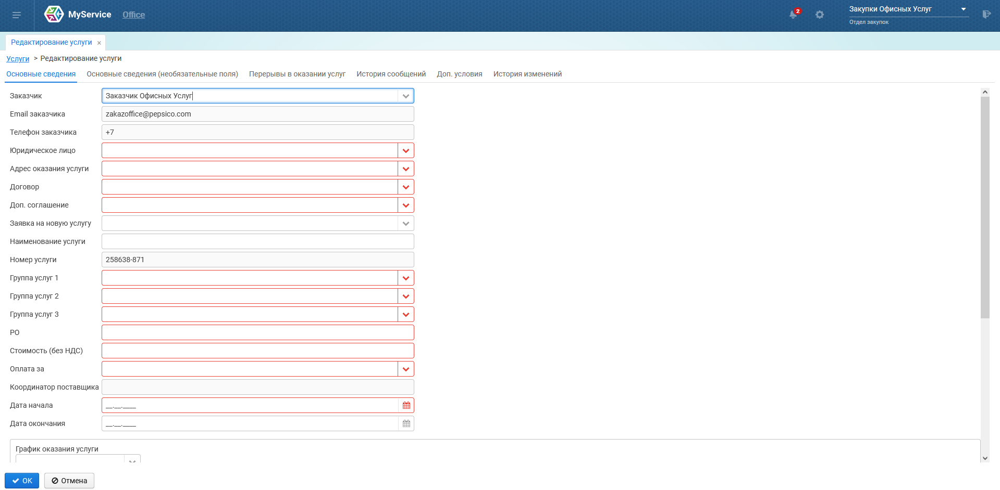 MyService Office 2 Закупки Офисных Услуг
Отдел закупок
Редактирование услуги ×
Услуги > Редактирование услуги
Основные сведения Основные сведения (необязательные поля) Перерывы в оказании услуг История сообщений Доп. условия История изменений
Заказчик Заказчик Офисных Услуг
Email заказчика zakazoffice@pepsico.com
Телефон заказчика +7
Юридическое лицо
Адрес оказания услуги
Договор
Доп. соглашение
Заявка на новую услугу
Наименование услуги
Номер услуги 258638-871
Группа услуг 1
Группа услуг 2
Группа услуг 3
PO
Стоимость (без НДС)
Оплата за
Координатор поставщика
Дата начала __.__.____
Дата окончания __.__.____
График оказания услуги
OK Отмена